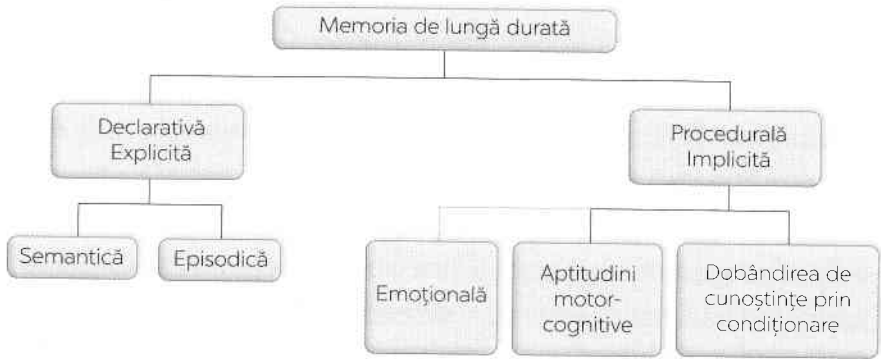 Memoria de lungă durată
Declarativă
Explicită
Procedurală
Implicită
Semantică
Episodică
Emoțională
Aptitudini
motor-
cognitive
Dobândirea de
cunoștințe prin
condiționare